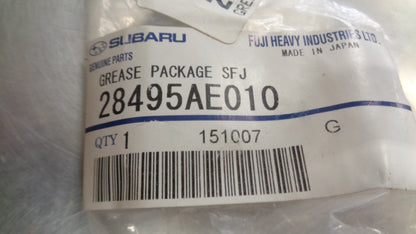 SUBARU
GENUINE PARTS
FUJI HEAVY INDUSTRIES LTD.
MADE IN JAPAN
GREASE PACKAGE SFJ
28495AE010
QTY 1
151007
G